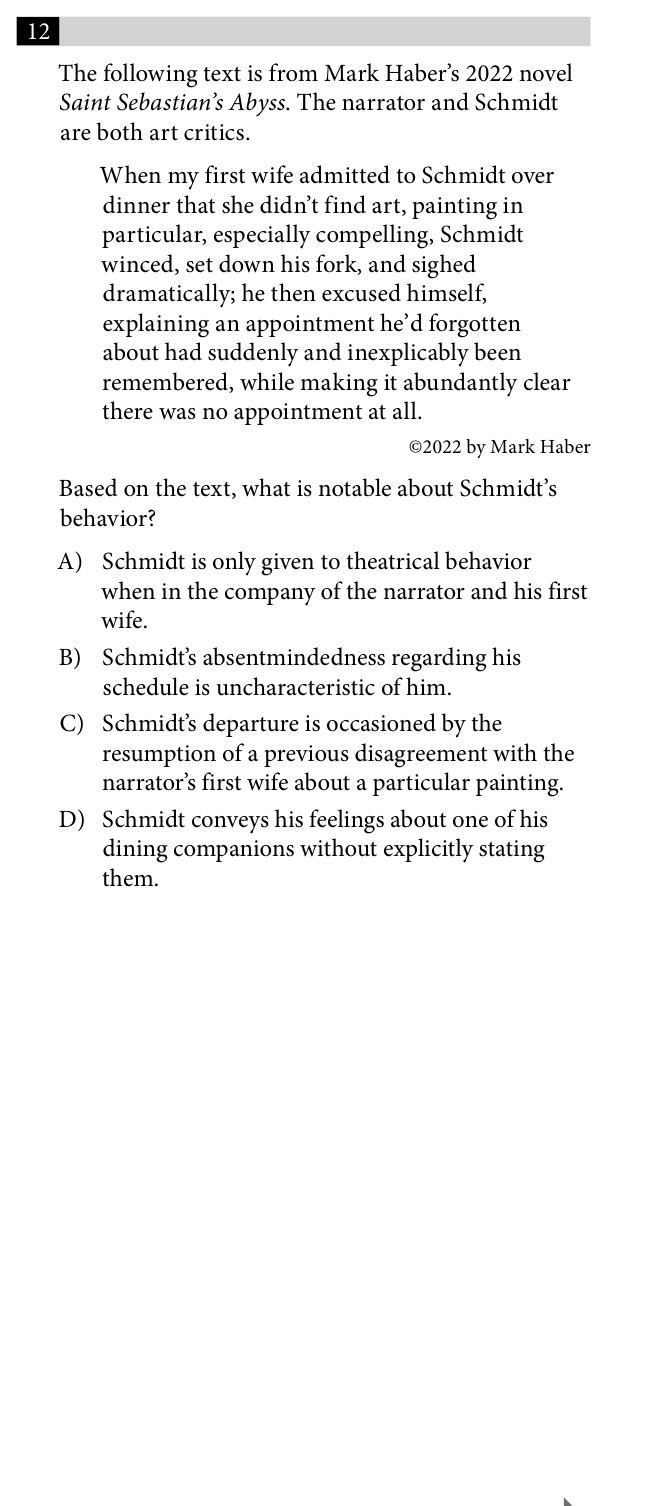 12
The following text is from Mark Haber’s 2022 novel
Saint Sebastian’s Abyss. The narrator and Schmidt
are both art critics.
When my first wife admitted to Schmidt over
dinner that she didn’t find art, painting in
particular, especially compelling, Schmidt
winced, set down his fork, and sighed
dramatically; he then excused himself,
explaining an appointment he’d forgotten
about had suddenly and inexplicably been
remembered, while making it abundantly clear
there was no appointment at all.
©2022 by Mark Haber
Based on the text, what is notable about Schmidt’s
behavior?
A) Schmidt is only given to theatrical behavior
when in the company of the narrator and his first
wife.
B) Schmidt’s absentmindedness regarding his
schedule is uncharacteristic of him.
C) Schmidt’s departure is occasioned by the
resumption of a previous disagreement with the
narrator’s first wife about a particular painting.
D) Schmidt conveys his feelings about one of his
dining companions without explicitly stating
them.